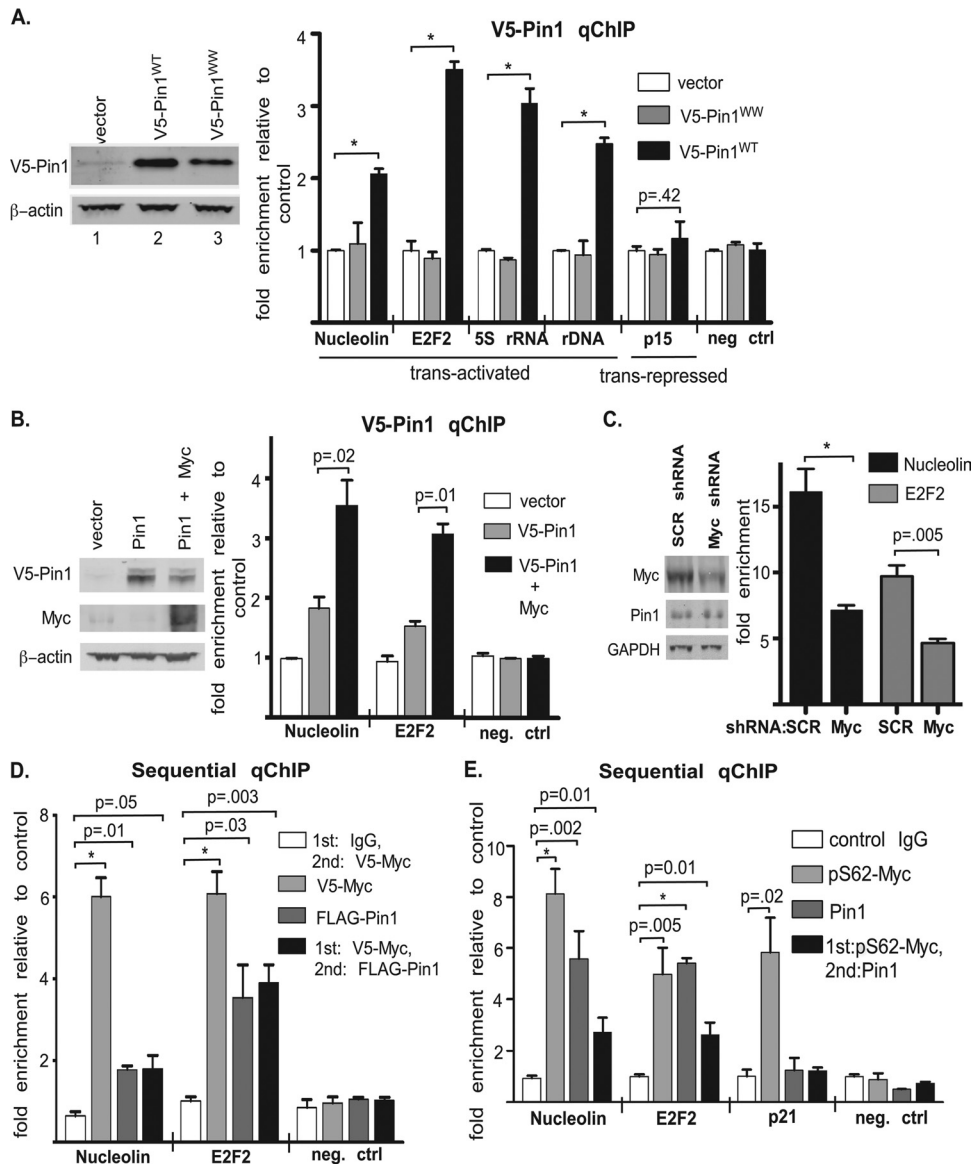 A.
V5-Pin1 qChIP
vector
V5-Pin1WT
V5-Pin1WW
V5-Pin1
β–actin
1 2 3
fold enrichment relative to
control
4
3
2
1
*
*
*
*
p=.42
vector
V5-Pin1WW
V5-Pin1WT
Nucleolin E2F2 5S rRNA rDNA p15 neg ctrl
trans-activated trans-repressed
B.
V5-Pin1 qChIP
vector
Pin1
Pin1 + Myc
V5-Pin1
Myc
β–actin
fold enrichment relative to
control
4
3
2
1
p=.02
p=.01
vector
V5-Pin1
V5-Pin1
+
Myc
Nucleolin E2F2 neg. ctrl
C.
SCR shRNA
Myc shRNA
Myc
Pin1
GAPDH
fold enrichment
15
10
5
*
p=.005
Nucleolin
E2F2
shRNA:SCR Myc SCR Myc
D.
Sequential qChIP
fold enrichment relative to control
8
6
4
2
p=.05
p=.01
*
p=.003
p=.03
*
1st: IgG,
2nd: V5-Myc
V5-Myc
FLAG-Pin1
1st: V5-Myc,
2nd: FLAG-Pin1
Nucleolin E2F2 neg. ctrl
E.
Sequential qChIP
fold enrichment relative to control
10
8
6
4
2
0
p=0.01
p=.002
*
p=0.01
*
p=.005
p=.02
control IgG
pS62-Myc
Pin1
1st:pS62-Myc,
2nd:Pin1
Nucleolin E2F2 p21 neg. ctrl